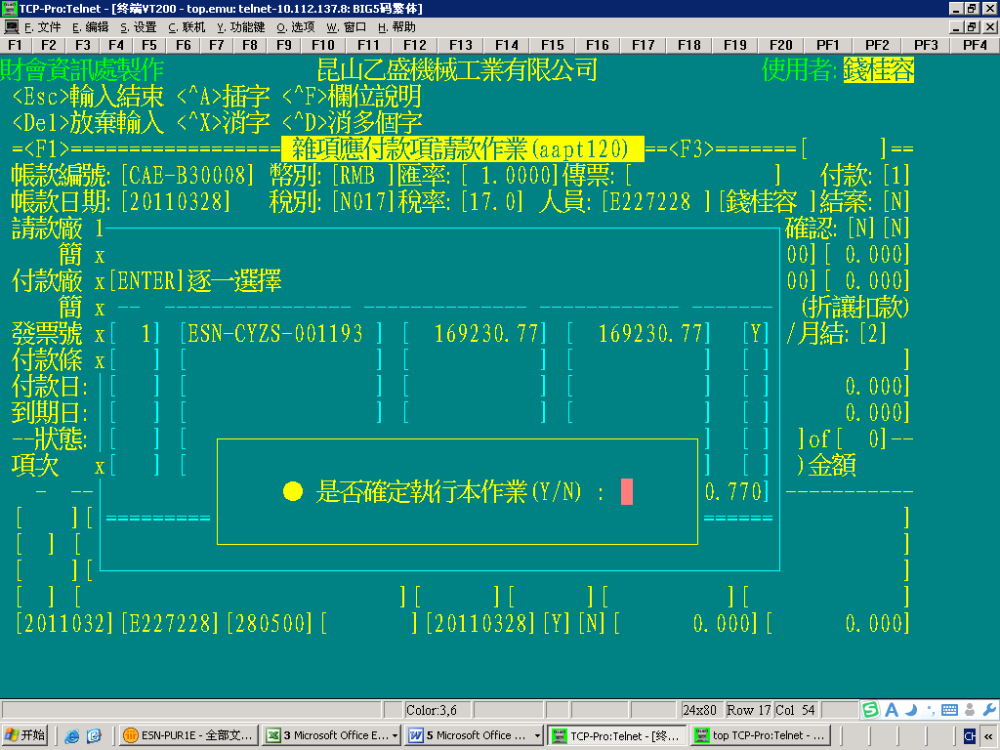 TCP-Pro:Telnet - [终端VT200 - top.emu: telnet-10.112.137.8: BIG5码繁体]
F. 文件 E. 编辑 S. 设置 C. 联机 Y. 功能键 O. 选项 W. 窗口 H. 帮助
F1 F2 F3 F4 F5 F6 F7 F8 F9 F10 F11 F12 F13 F14 F15 F16 F17 F18 F19 F20 PF1 PF2 PF3 PF4
財會資訊處製作 昆山乙盛機械工業有限公司 使用者:錢桂容
<Esc>輸入結束 <^A>插字 <^F>欄位說明
<Del>放棄輸入 <^X>消字 <^D>消多個字
=<F1>================== 雜項應付款項請款作業(aapt120) ==<F3>=======[ ]==
帳款編號:[CAE-B30008] 幣別:[RMB ]匯率:[ 1.0000]傳票:[ ] 付款:[1]
帳款日期:[20110328] 稅別:[N017]稅率:[17.0] 人員:[E227228 ][錢桂容 ]結案:[N]
請款廠 l 確認:[N][N]
簡 x 00][ 0.000]
付款廠 x[ENTER]逐一選擇 00][ 0.000]
簡 x -- --------------- -------------- ------------ ------- (折讓扣款)
發票號 x[ 1] [ESN-CYZS-001193 ] [ 169230.77] [ 169230.77] [Y] /月結:[2]
付款條 x[ ] [ ] [ ] [ ] [ ] ]
付款日: [ ] [ ] [ ] [ ] [ ] 0.000]
到期日: [ ] [ ] [ ] [ ] [ ] 0.000]
--狀態: [ ] [ ] [ ] ]of[ 0]--
項次 x[ ] [ ] [ ] )金額
- -- ● 是否確定執行本作業(Y/N) : 0.770] -----------
[ ][ ========= ====== ]
[ ] [ ]
[ ][ ]
[ ] [ ][ ][ ][ ][ ]
[2011032][E227228][280500][ ][20110328][Y][N][ 0.000][ 0.000]
Color:3,6 24x80 Row 17 Col 54
开始 ESN-PUR1E - 全部文... 3 Microsoft Office E... 5 Microsoft Office ... TCP-Pro:Telnet - [终... top TCP-Pro:Telnet - ... CH «